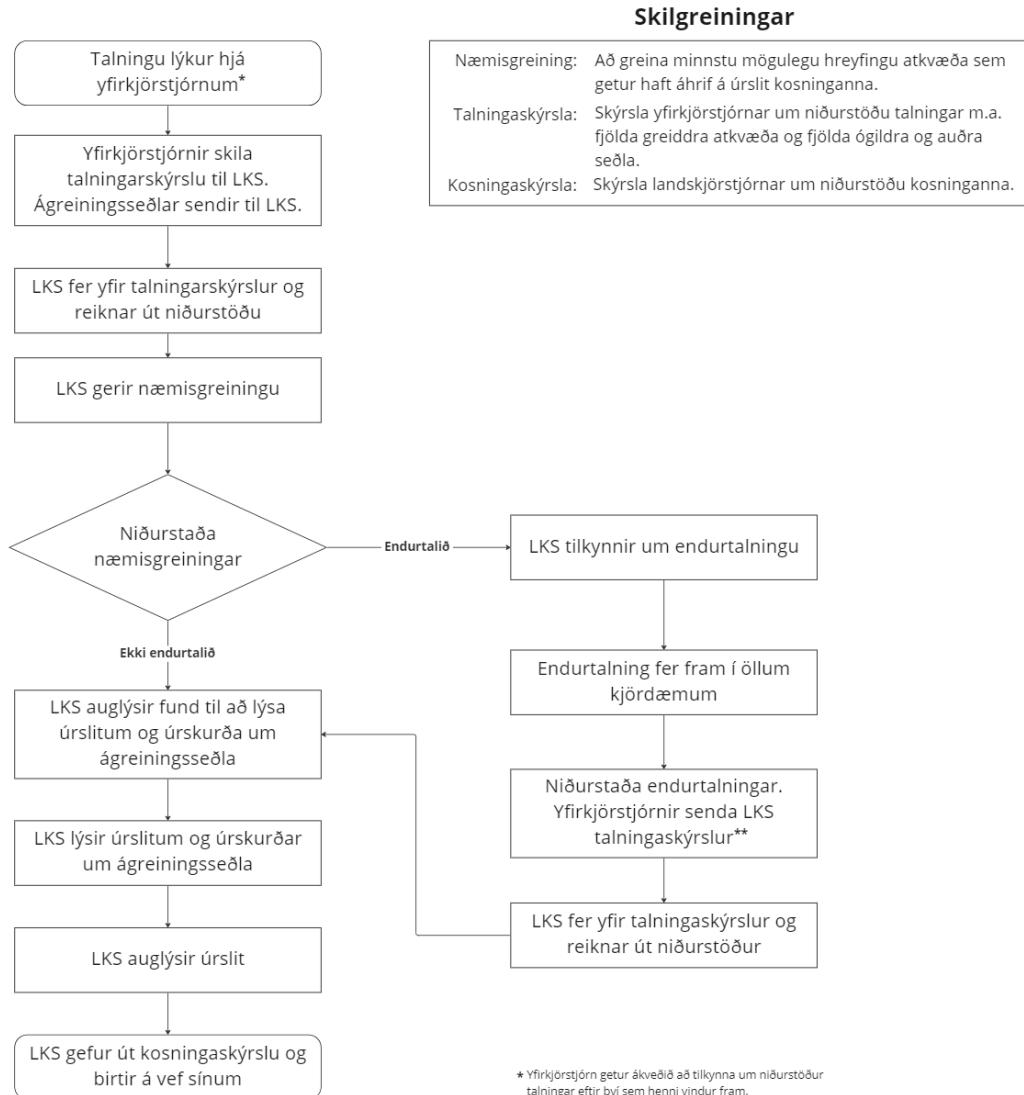 Skilgreiningar
Næmisgreining: Að greina minnstu mögulegu hreyfingu atkvæða sem
getur haft áhrif á úrslit kosninganna.
Talningaskýrsla: Skýrsla yfirkjörstjórnar um niðurstöðu talningar m.a.
fjölda greiddra atkvæða og fjölda ógildra og auðra
seðla.
Kosningaskýrsla: Skýrsla landskjörstjórnar um niðurstöðu kosninganna.
Talningu lýkur hjá
yfirkjörstjórnum*
Yfirkjörstjórnir skila
talningarskýrslu til LKS.
Ágreiningsseðlar sendir til LKS.
LKS fer yfir talningarskýrslur og
reiknar út niðurstöðu
LKS gerir næmisgreiningu
Niðurstaða
næmisgreiningar
Endurtalið
LKS tilkynnir um endurtalningu
Endurtalning fer fram í öllum
kjördæmum
Niðurstaða endurtalningar.
Yfirkjörstjórnir senda LKS
talningaskýrslur**
LKS fer yfir talningaskýrslur og
reiknar út niðurstöður
Ekki endurtalið
LKS auglýsir fund til að lýsa
úrslitum og úrskurða um
ágreiningsseðla
LKS lýsir úrslitum og úrskurðar
um ágreiningsseðla
LKS auglýsir úrslit
LKS gefur út kosningaskýrslu og
birtir á vef sínum
* Yfirkjörstjórn getur ákveðið að tilkynna um niðurstöður
talningar eftir því sem henni vindur fram.